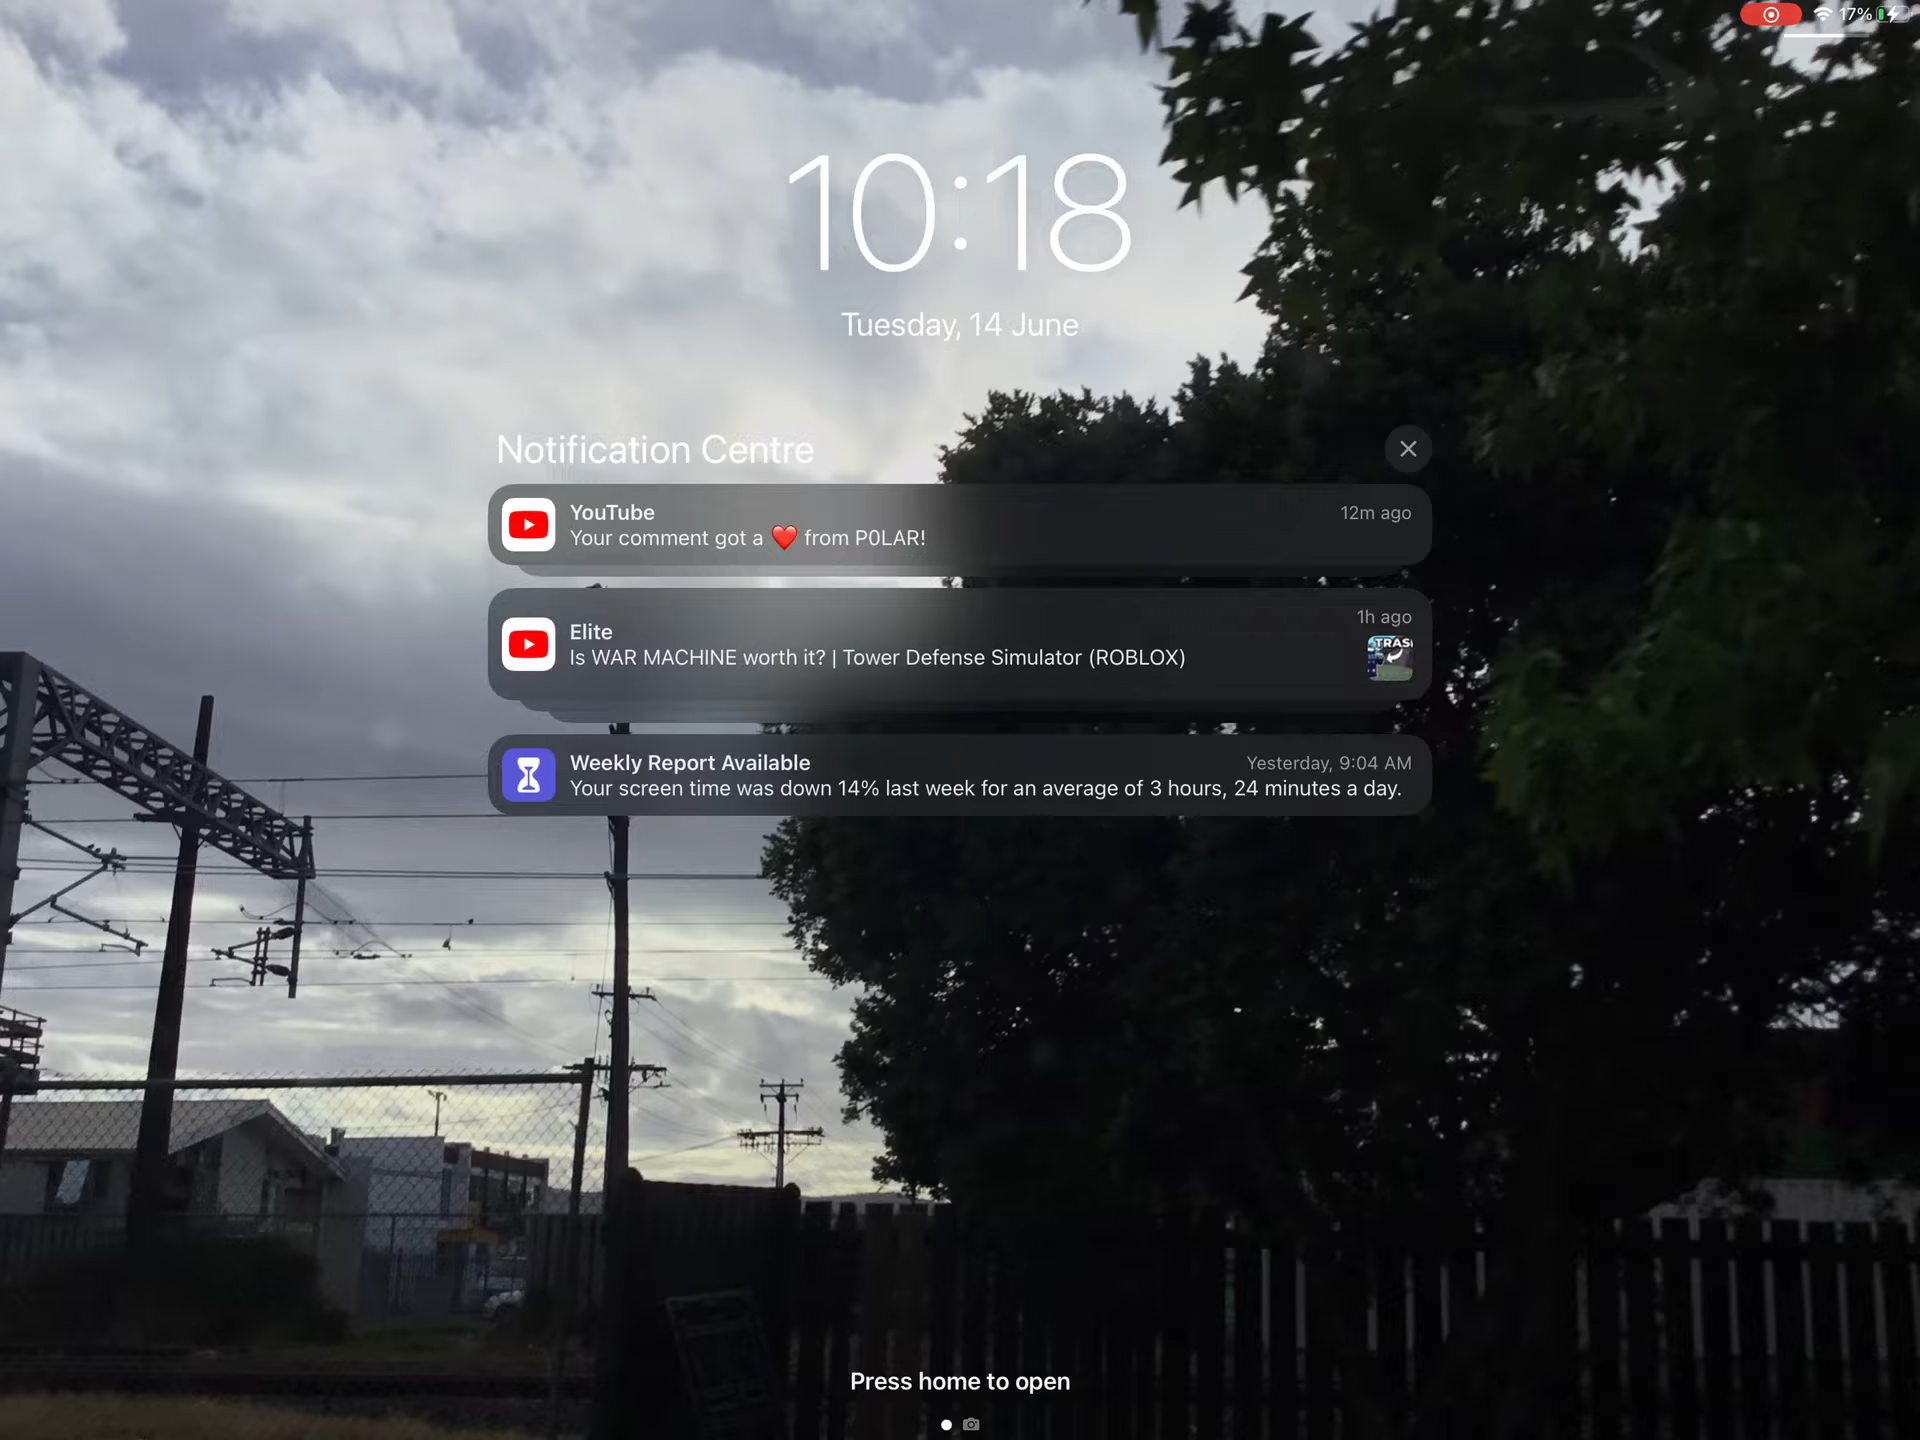 17%
10:18
Tuesday, 14 June
Notification Centre
YouTube
12m ago
Your comment got a ❤️ from P0LAR!
1h ago
Elite
Is WAR MACHINE worth it? | Tower Defense Simulator (ROBLOX)
Weekly Report Available
Yesterday, 9:04 AM
Your screen time was down 14% last week for an average of 3 hours, 24 minutes a day.
Press home to open